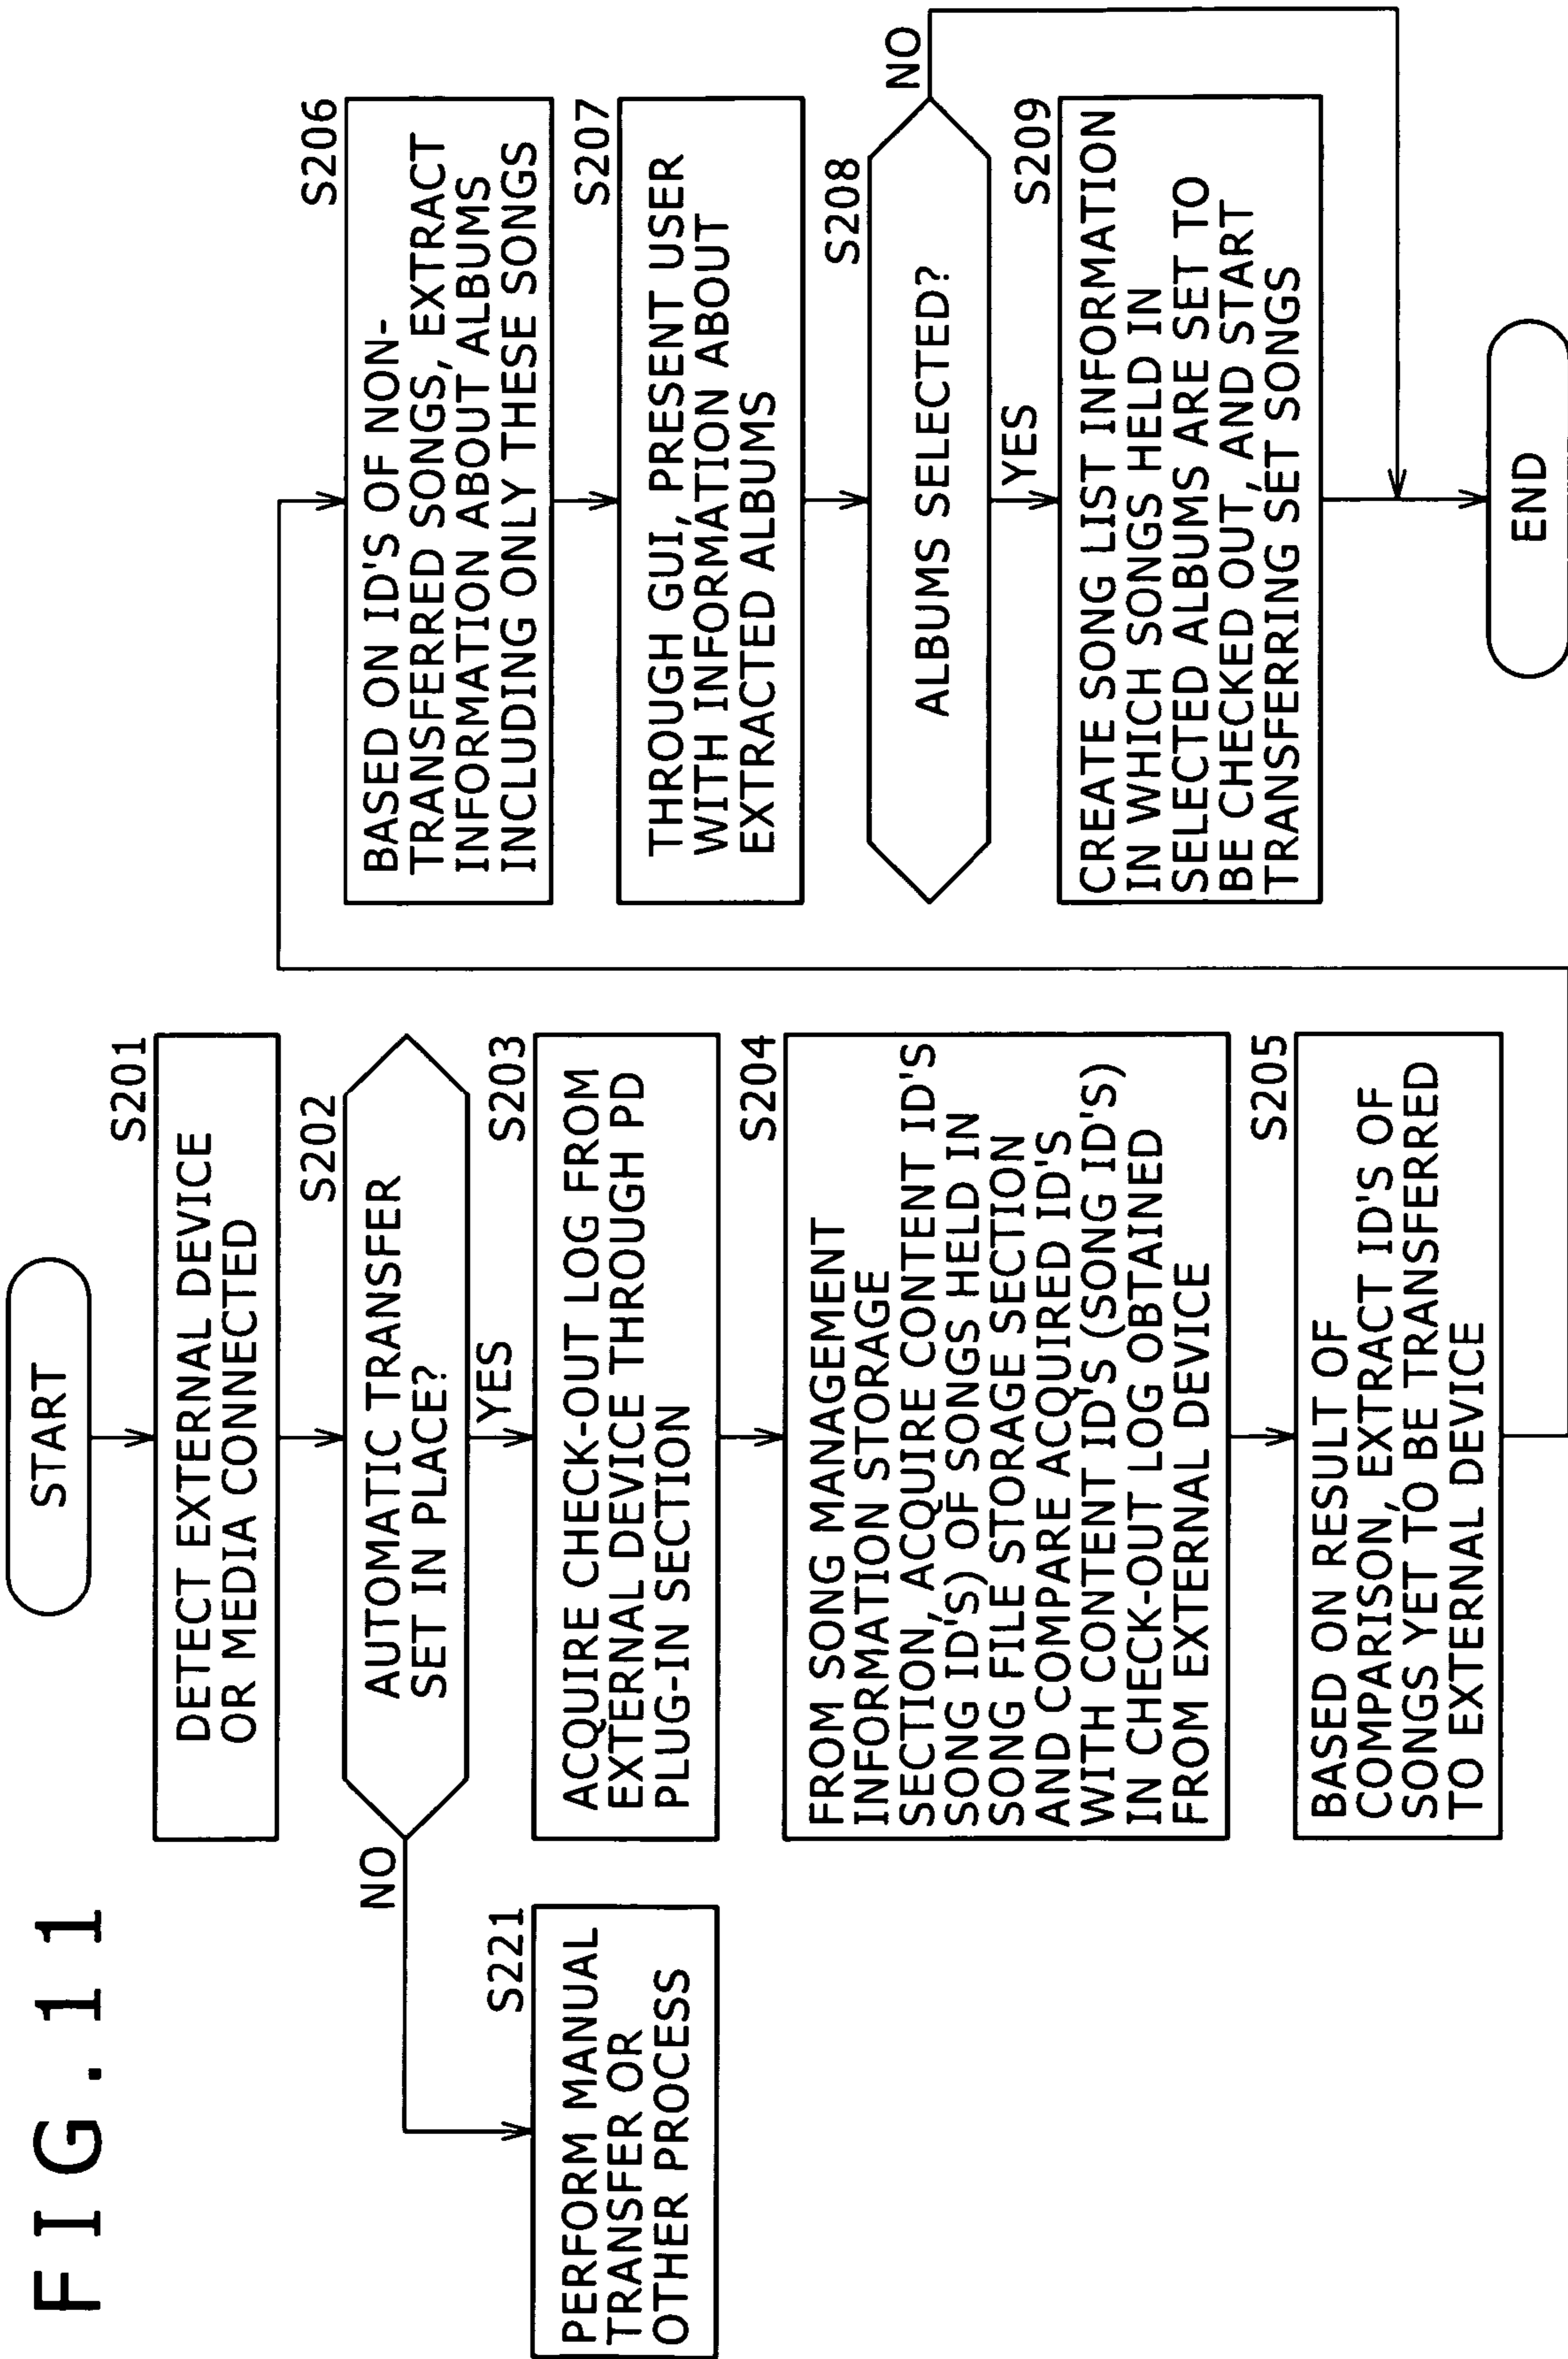 FIG.11
START
S201
DETECT EXTERNAL DEVICE
OR MEDIA CONNECTED
S202
AUTOMATIC TRANSFER
SET IN PLACE?
NO
YES
S221
PERFORM MANUAL
TRANSFER OR
OTHER PROCESS
S203
ACQUIRE CHECK-OUT LOG FROM
EXTERNAL DEVICE THROUGH PD
PLUG-IN SECTION
S204
FROM SONG MANAGEMENT
INFORMATION STORAGE
SECTION, ACQUIRE CONTENT ID'S
SONG ID'S) OF SONGS HELD IN
SONG FILE STORAGE SECTION
AND COMPARE ACQUIRED ID'S
WITH CONTENT ID'S (SONG ID'S)
IN CHECK-OUT LOG OBTAINED
FROM EXTERNAL DEVICE
S205
BASED ON RESULT OF
COMPARISON, EXTRACT ID'S OF
SONGS YET TO BE TRANSFERRED
TO EXTERNAL DEVICE
S206
BASED ON ID'S OF NON-
TRANSFERRED SONGS, EXTRACT
INFORMATION ABOUT ALBUMS
INCLUDING ONLY THESE SONGS
S207
THROUGH GUI, PRESENT USER
WITH INFORMATION ABOUT
EXTRACTED ALBUMS
S208
ALBUMS SELECTED?
NO
YES
S209
CREATE SONG LIST INFORMATION
IN WHICH SONGS HELD IN
SELECTED ALBUMS ARE SET TO
BE CHECKED OUT, AND START
TRANSFERRING SET SONGS
END